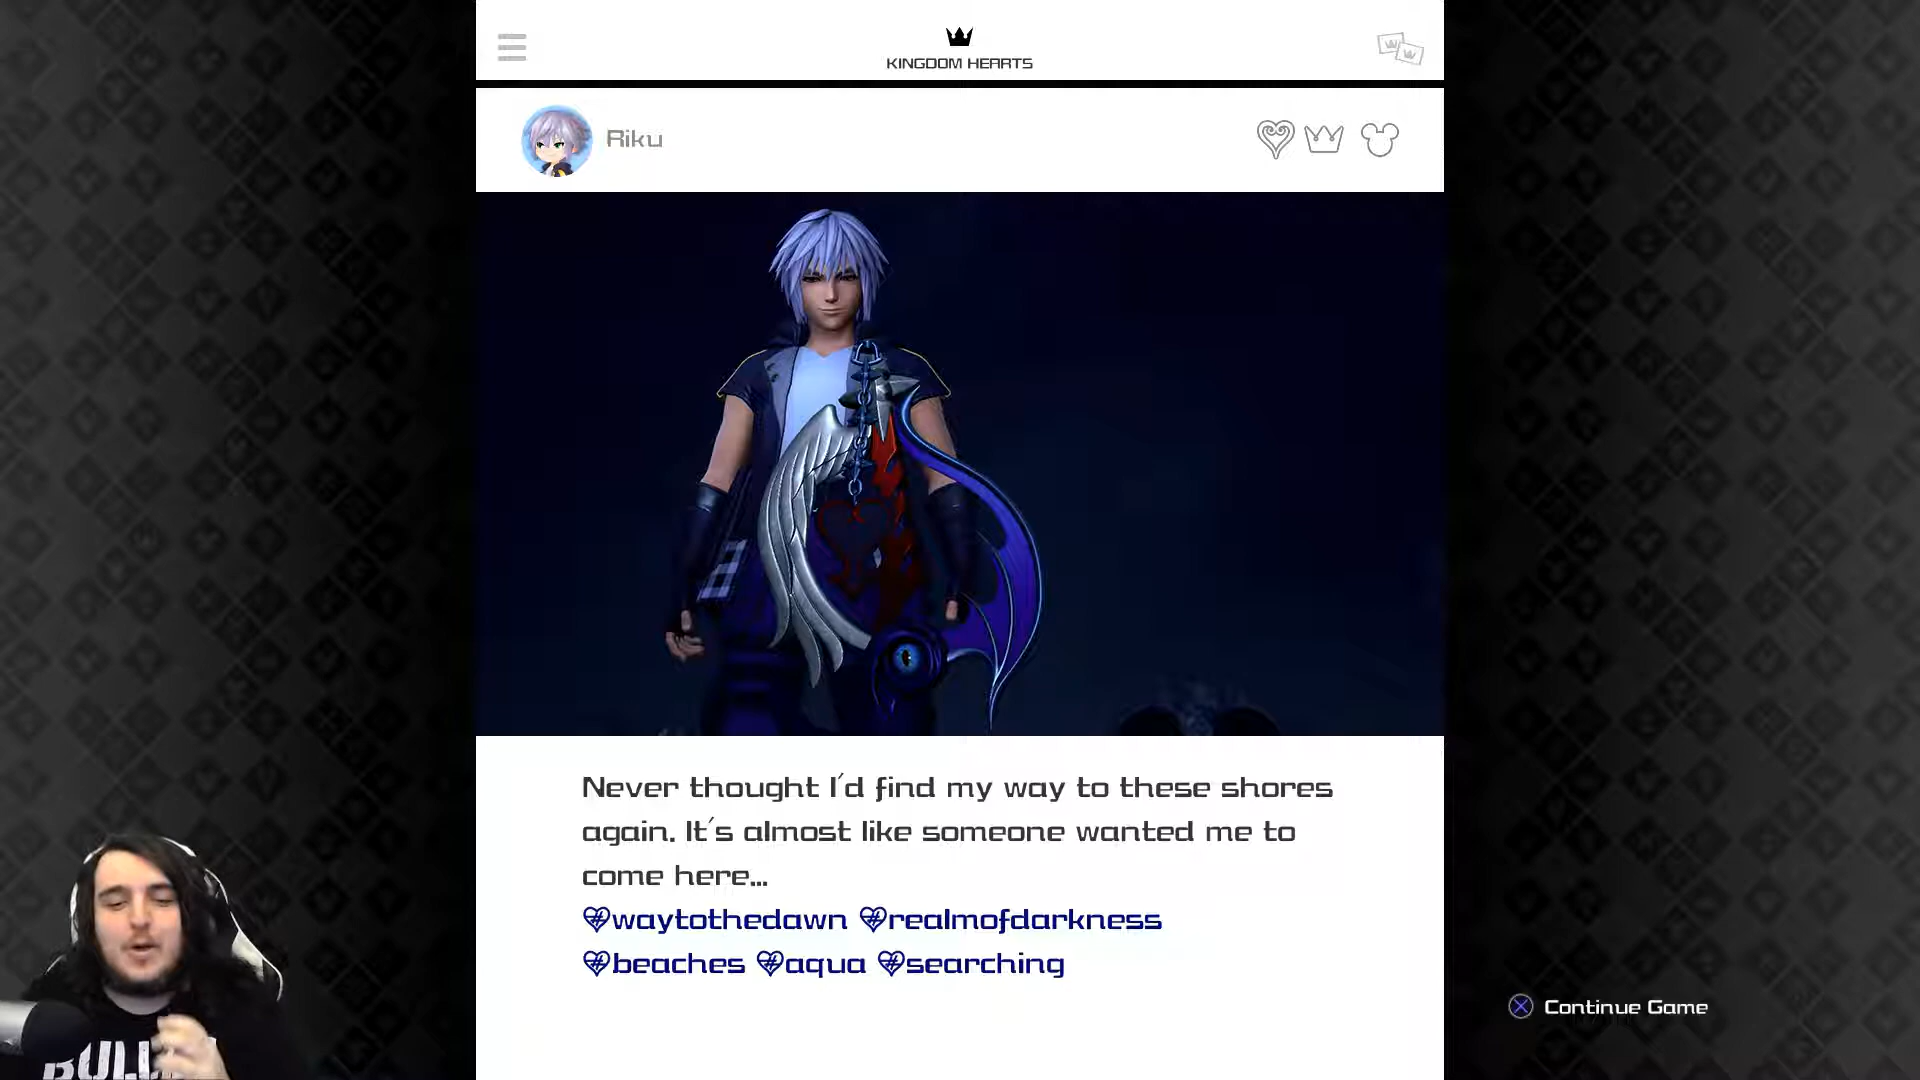 KINGDOM HEARTS
Riku
Never thought I'd find my way to these shores
again. It's almost like someone wanted me to
come here...
#waytothedawn #realmofdarkness
#beaches #aqua #searching
Continue Game
BULL